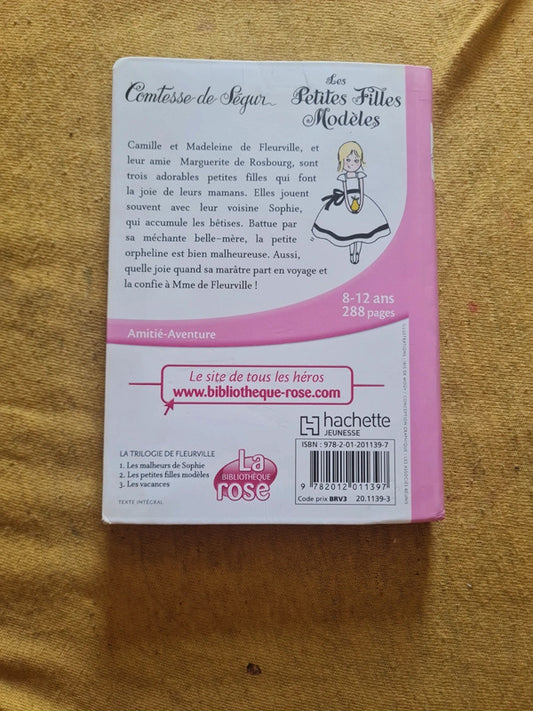 Comtesse de Ségur
Les
Petites Filles
Modèles
Camille et Madeleine de Fleurville, et
leur amie Marguerite de Rosbourg, sont
trois adorables petites filles qui font
la joie de leurs mamans. Elles jouent
souvent avec leur voisine Sophie,
qui accumule les bêtises. Battue par
sa méchante belle-mère, la petite
orpheline est bien malheureuse. Aussi,
quelle joie quand sa marâtre part en voyage et
la confie à Mme de Fleurville !
8-12 ans
288 pages
Amitié-Aventure
Le site de tous les héros
www.bibliotheque-rose.com
hachette
JEUNESSE
ISBN : 978-2-01-201139-7
9 782012 011397
Code prix BRV3
20.1139-3
LA TRILOGIE DE FLEURVILLE
1. Les malheurs de Sophie
2. Les petites filles modèles
3. Les vacances
TEXTE INTÉGRAL
La
BIBLIOTHÈQUE
rose